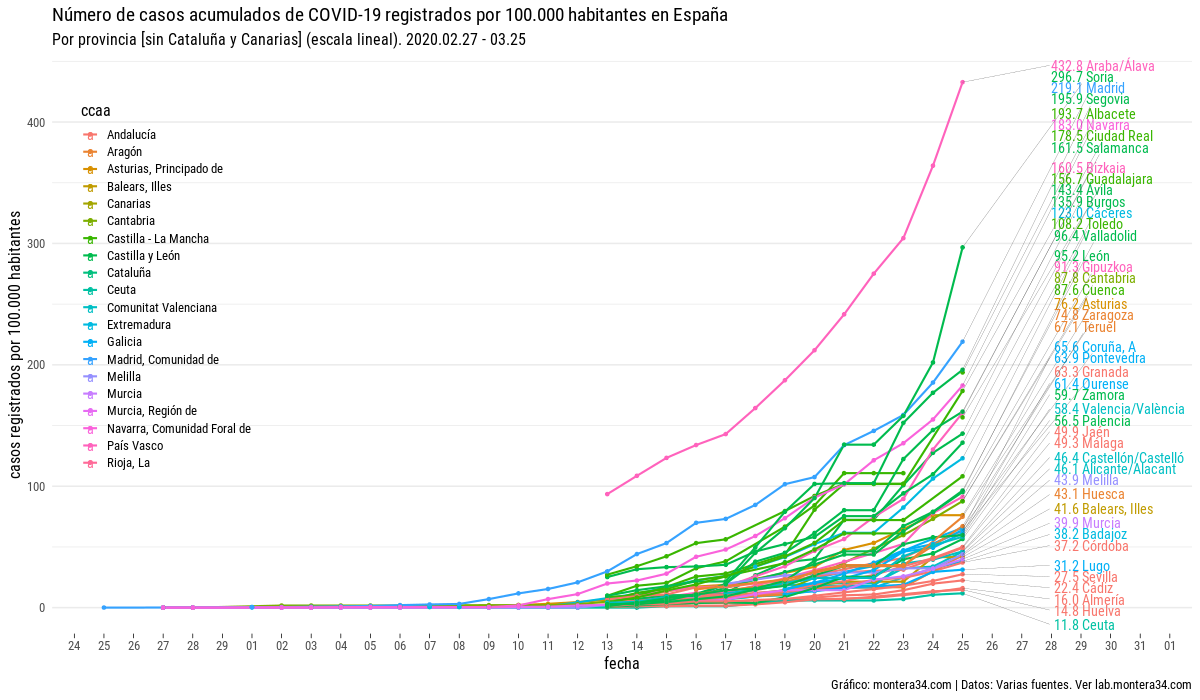 Número de casos acumulados de COVID-19 registrados por 100.000 habitantes en España
Por provincia [sin Cataluña y Canarias] (escala lineal). 2020.02.27 - 03.25
casos registrados por 100.000 habitantes
400
300
200
100
0
ccaa
Andalucía
Aragón
Asturias, Principado de
Balears, Illes
Canarias
Cantabria
Castilla - La Mancha
Castilla y León
Cataluña
Ceuta
Comunitat Valenciana
Extremadura
Galicia
Madrid, Comunidad de
Melilla
Murcia
Murcia, Región de
Navarra, Comunidad Foral de
País Vasco
Rioja, La
432.8 Araba/Álava
296.7 Soria
219.1 Madrid
195.9 Segovia
193.7 Albacete
183.0 Navarra
178.5 Ciudad Real
161.5 Salamanca
160.5 Bizkaia
156.7 Guadalajara
143.4 Ávila
135.9 Burgos
123.0 Cáceres
108.2 Toledo
96.4 Valladolid
95.2 León
91.3 Gipuzkoa
87.8 Cantabria
87.6 Cuenca
76.2 Asturias
74.8 Zaragoza
67.1 Teruel
65.6 Coruña, A
63.9 Pontevedra
63.3 Granada
61.4 Ourense
59.7 Zamora
58.4 Valencia/València
56.5 Palencia
49.9 Jaén
49.3 Málaga
46.4 Castellón/Castelló
46.1 Alicante/Alacant
43.9 Melilla
43.1 Huesca
41.6 Balears, Illes
39.9 Murcia
38.2 Badajoz
37.2 Córdoba
31.2 Lugo
27.5 Sevilla
22.4 Cádiz
16.0 Almería
14.8 Huelva
11.8 Ceuta
24 25 26 27 28 29 01 02 03 04 05 06 07 08 09 10 11 12 13 14 15 16 17 18 19 20 21 22 23 24 25 26 27 28 29 30 31 01
fecha
Gráfico: montera34.com | Datos: Varias fuentes. Ver lab.montera34.com